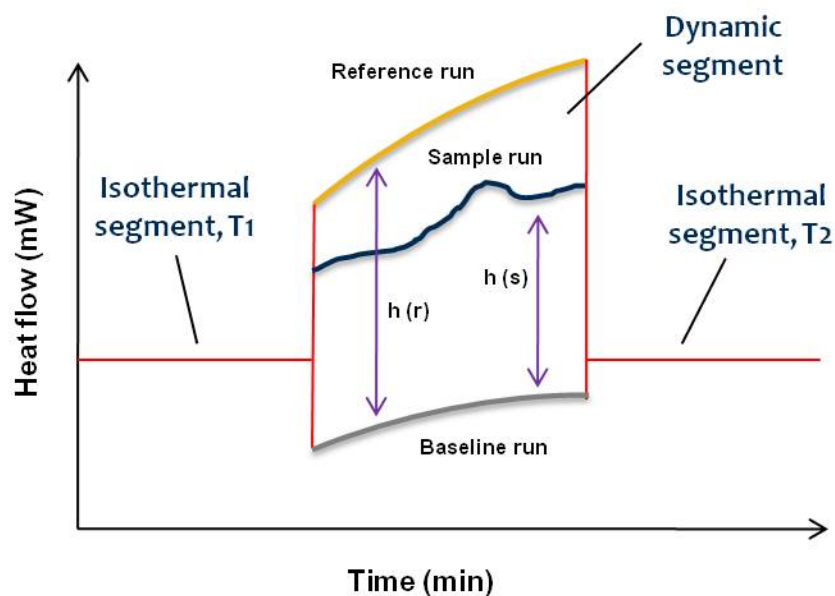 Dynamic
segment
Reference run
Sample run
Isothermal
segment, T1
Isothermal
segment, T2
h (s)
h (r)
Baseline run
Heat flow (mW)
Time (min)